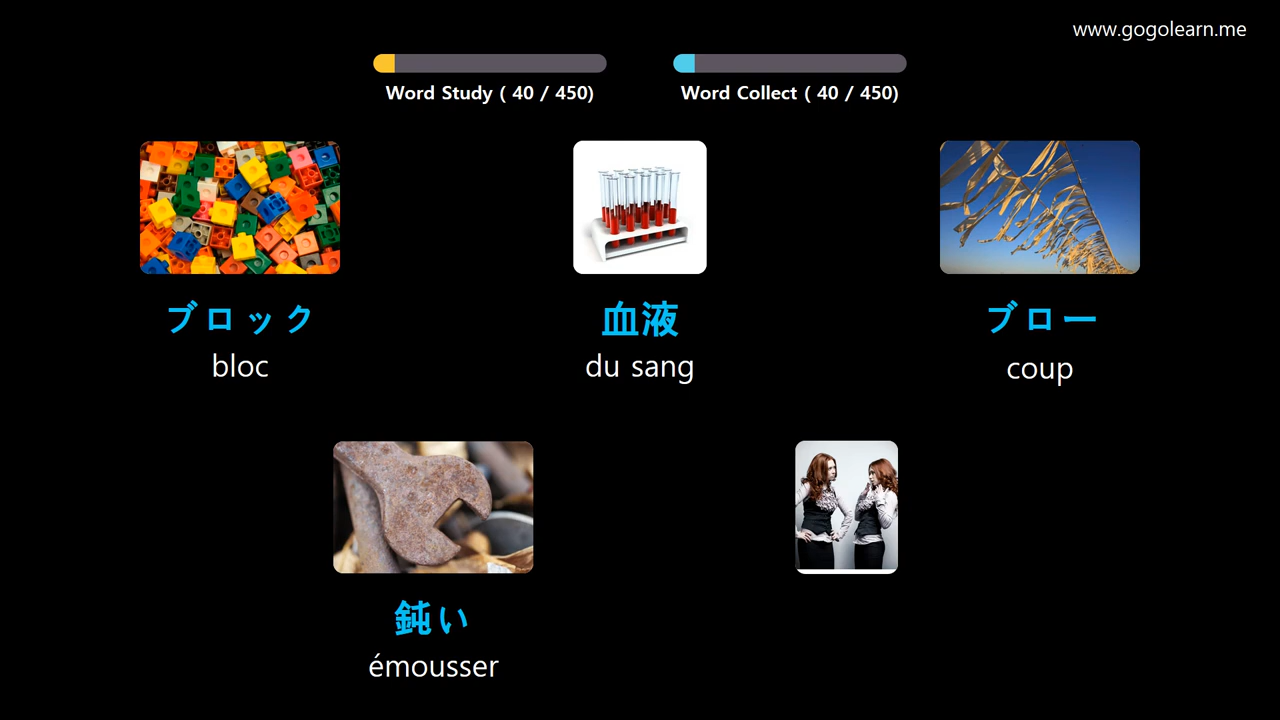 www.gogolearn.me
Word Study ( 40 / 450)
Word Collect ( 40 / 450)
ブロック
bloc
血液
du sang
ブロー
coup
鈍い
émousser